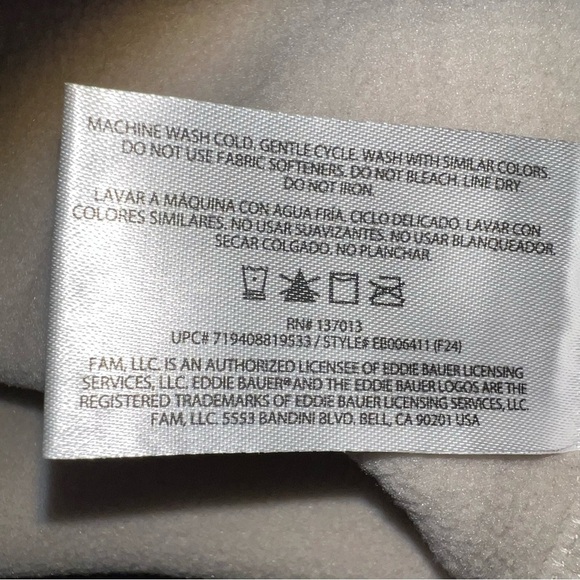 MACHINE WASH COLD, GENTLE CYCLE. WASH WITH SIMILAR COLORS.
DO NOT USE FABRIC SOFTENERS. DO NOT BLEACH. LINE DRY.
DO NOT IRON.
LAVAR A MÁQUINA CON AGUA FRÍA. CICLO DELICADO. LAVAR CON
COLORES SIMILARES. NO USAR SUAVIZANTES. NO USAR BLANQUEADOR.
SECAR COLGADO. NO PLANCHAR.
RN# 137013
UPC# 719408819533 / STYLE# EB006411 (F24)
FAM, LLC. IS AN AUTHORIZED LICENSEE OF EDDIE BAUER LICENSING
SERVICES, LLC. EDDIE BAUER® AND THE EDDIE BAUER LOGOS ARE THE
REGISTERED TRADEMARKS OF EDDIE BAUER LICENSING SERVICES, LLC.
FAM, LLC. 5553 BANDINI BLVD. BELL, CA 90201 USA